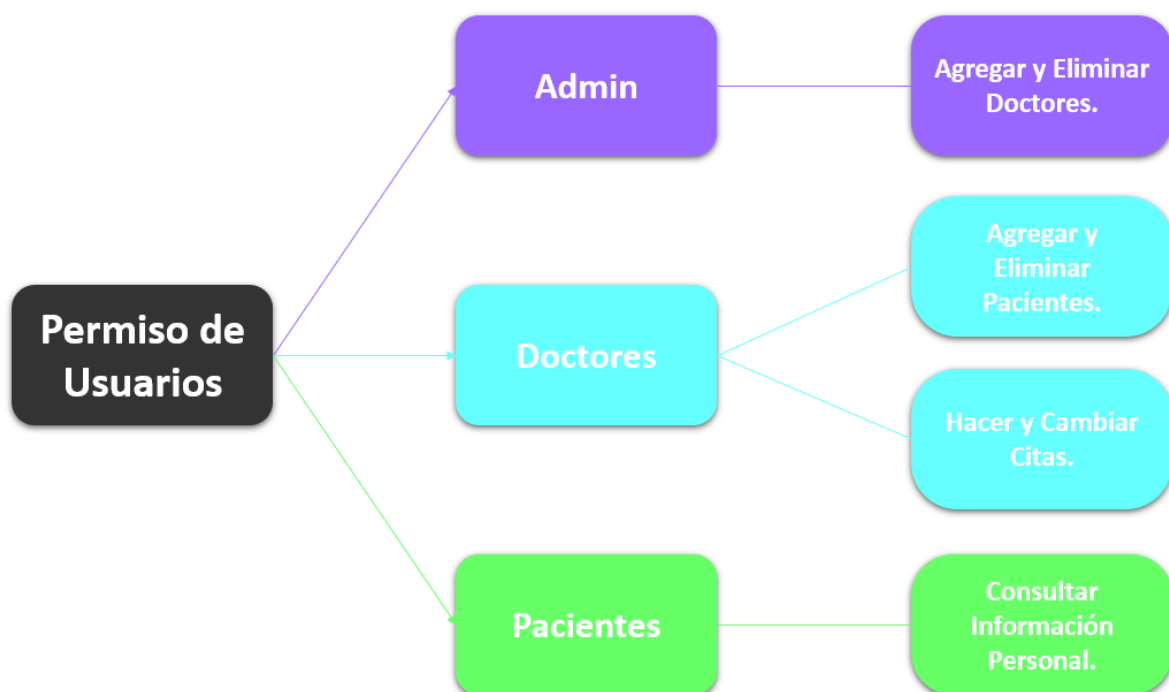 Permiso de
Usuarios
Admin
Agregar y Eliminar
Doctores.
Doctores
Agregar y
Eliminar
Pacientes.
Hacer y Cambiar
Citas.
Pacientes
Consultar
Información
Personal.